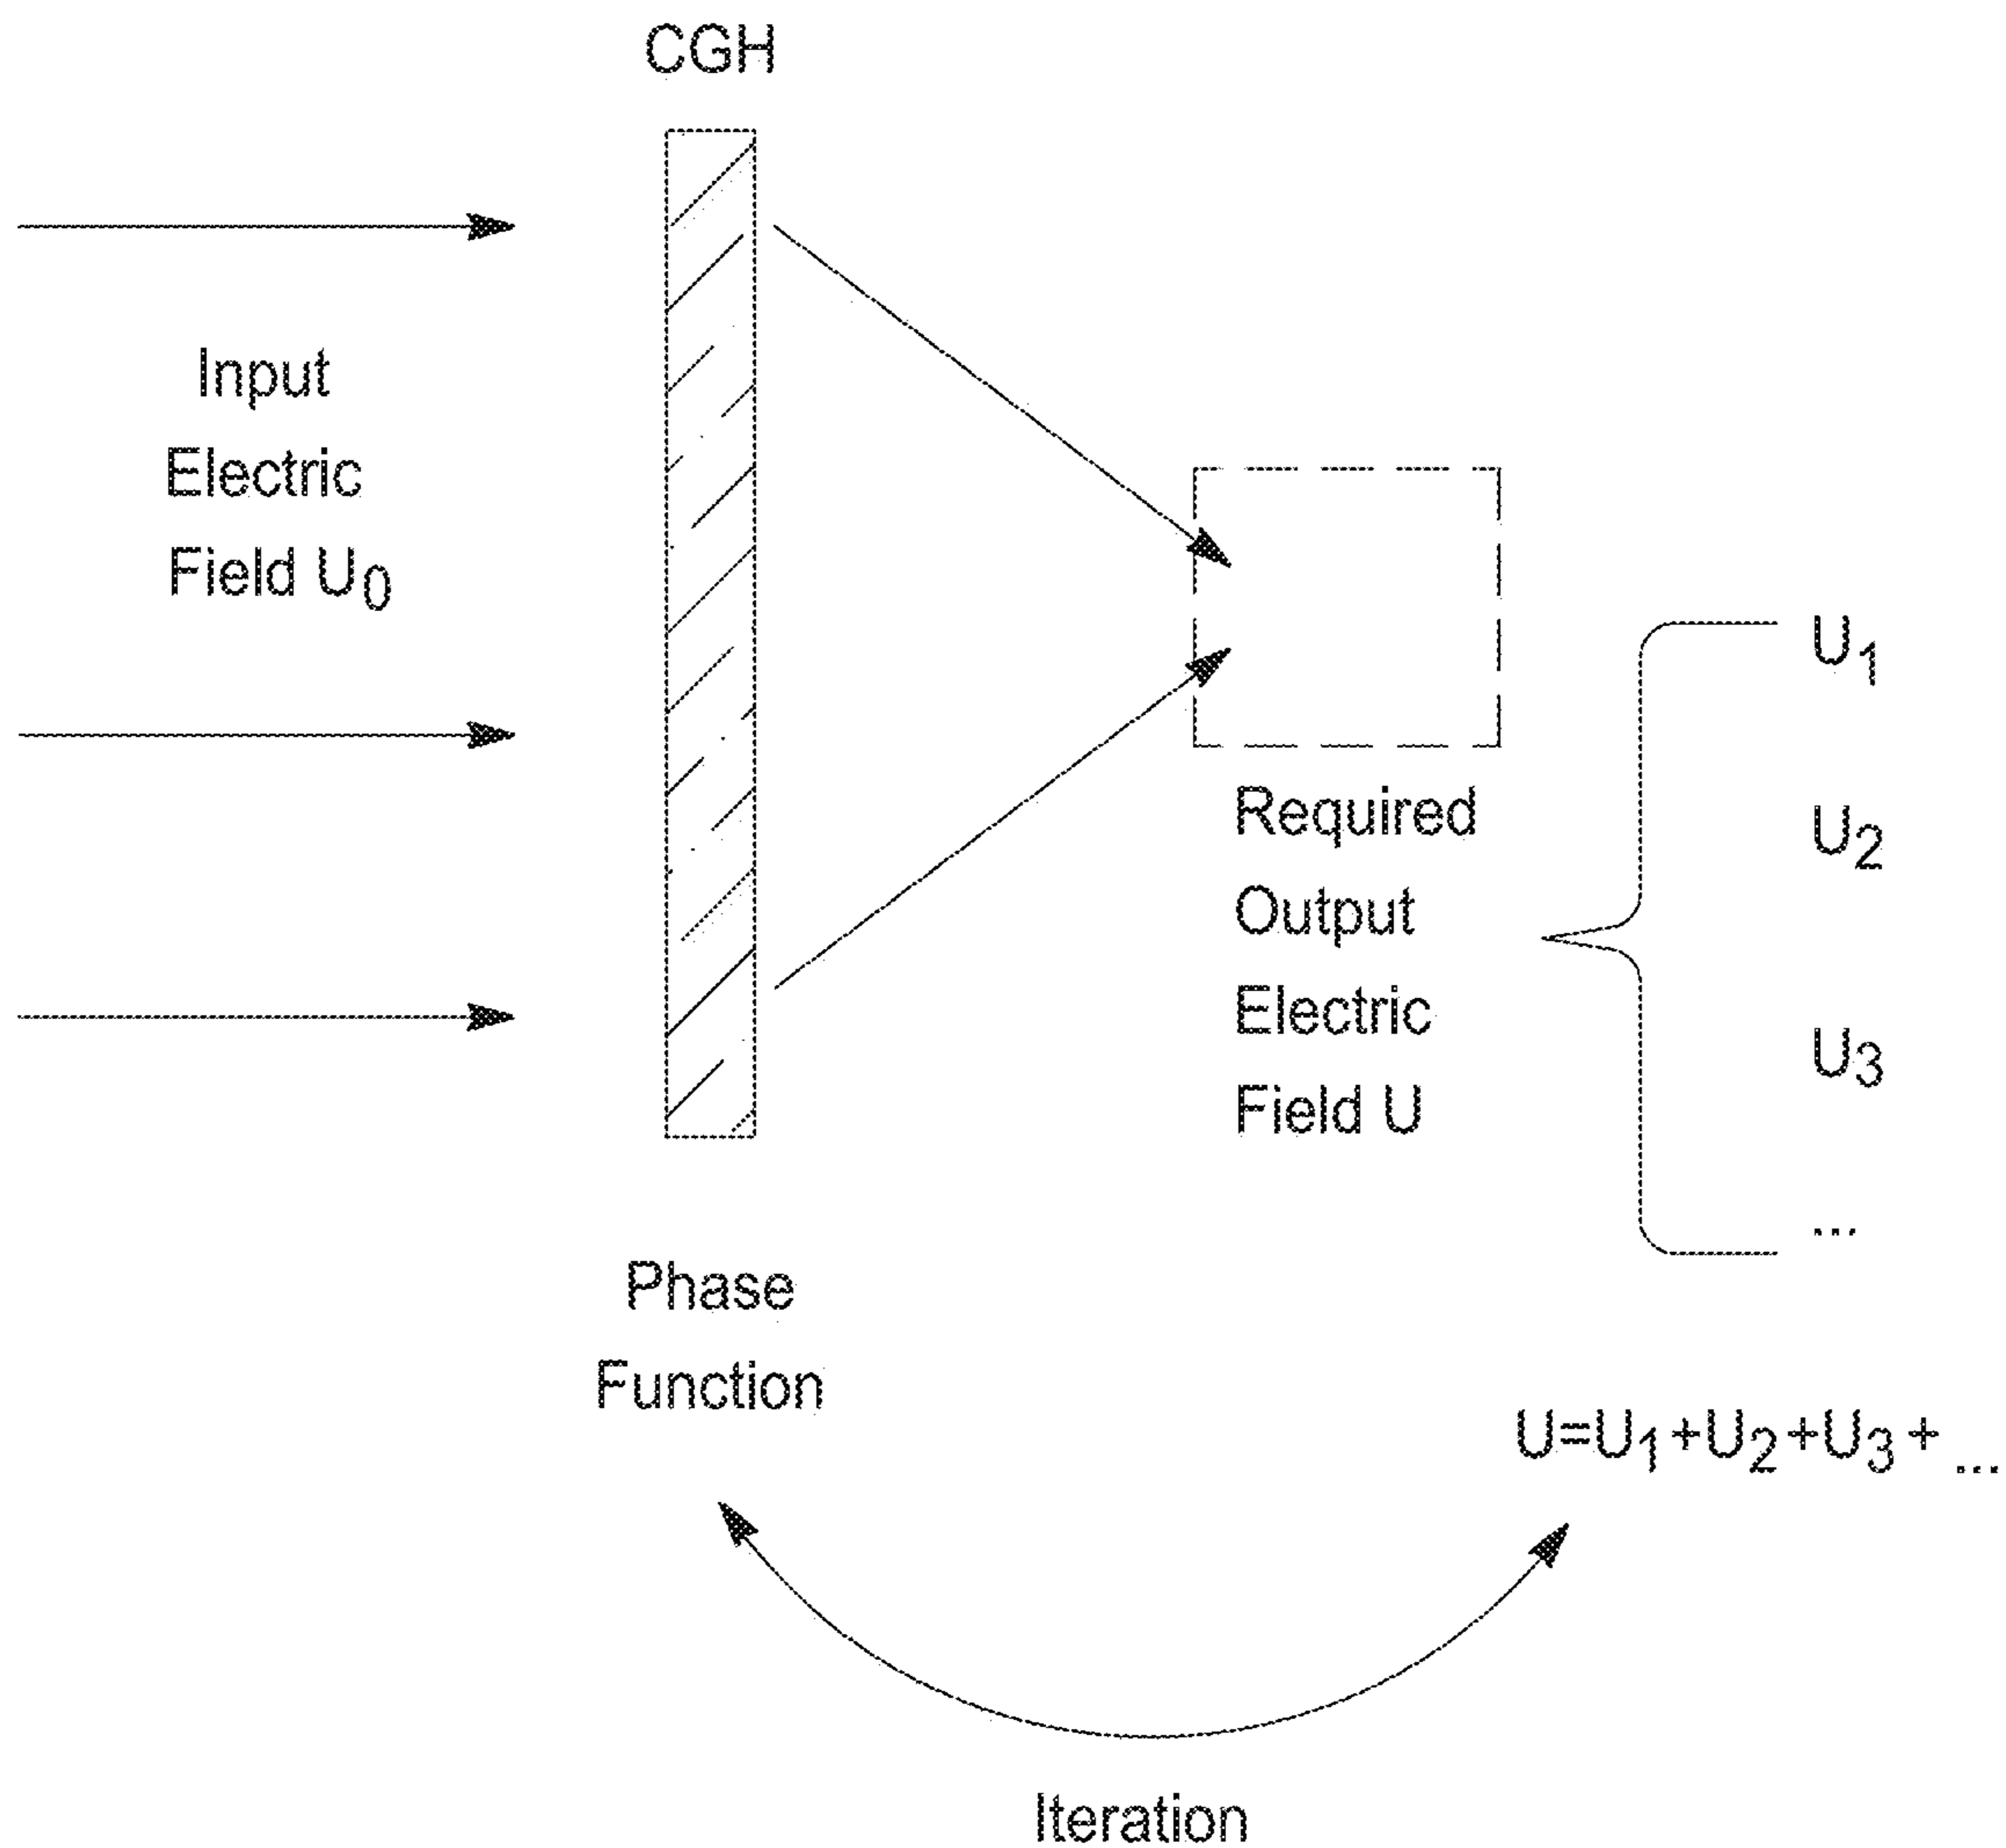 CGH
Input
Electric
Field U₀
Required
Output
Electric
Field U
U₁
U₂
U₃
...
Phase
Function
U=U₁+U₂+U₃+...
Iteration